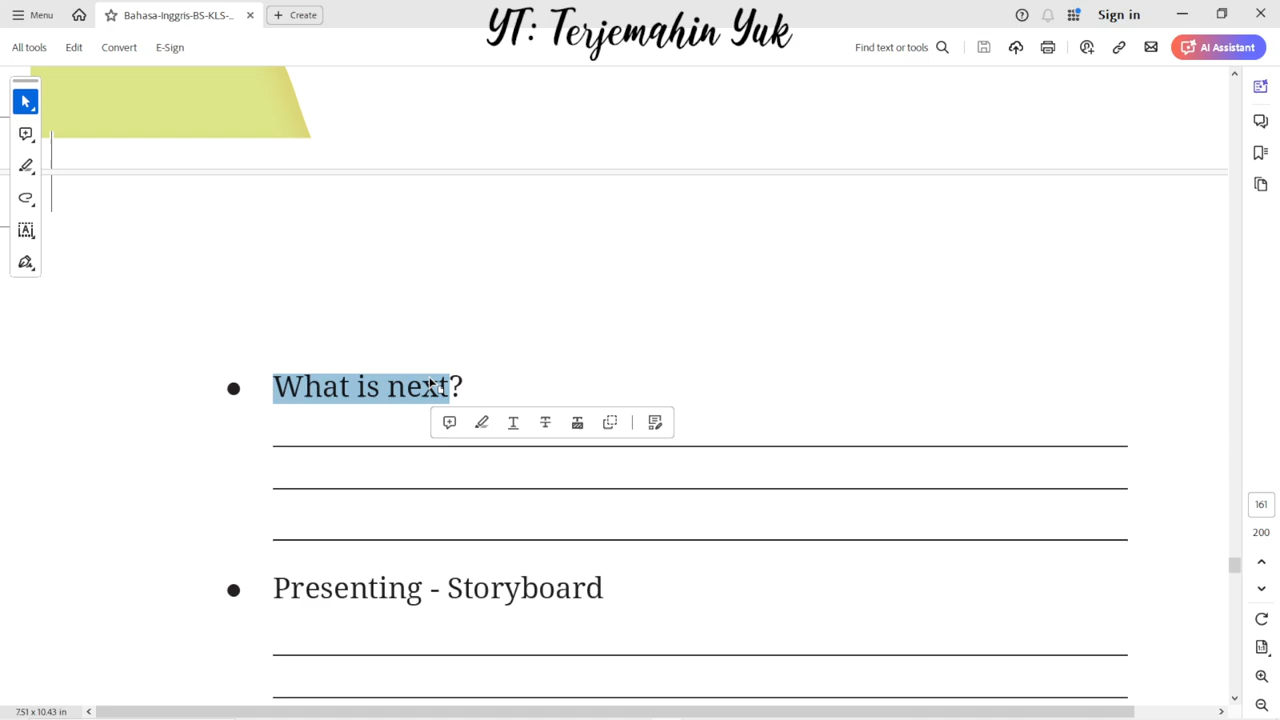 Menu
Bahasa-Inggris-BS-KLS-...
Create
YT: Terjemahin Yuk
Sign in
All tools
Edit
Convert
E-Sign
Find text or tools
AI Assistant
What is next?
Presenting - Storyboard
161
200
7.51 x 10.43 in